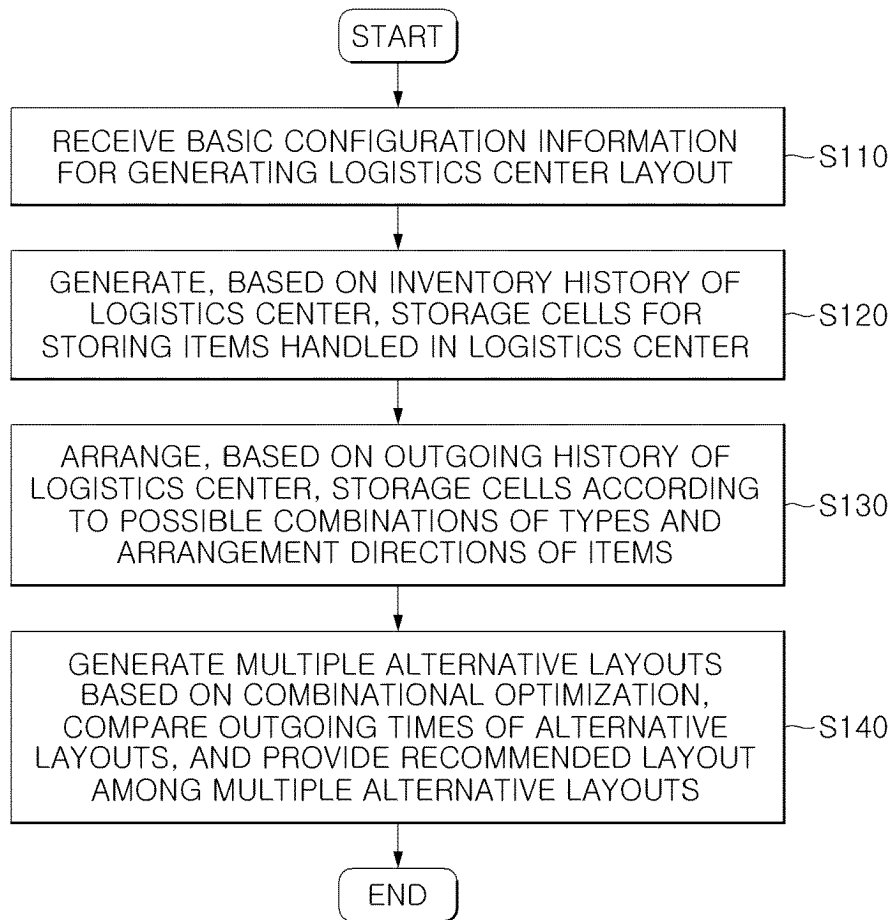 START
RECEIVE BASIC CONFIGURATION INFORMATION
FOR GENERATING LOGISTICS CENTER LAYOUT
S110
GENERATE, BASED ON INVENTORY HISTORY OF
LOGISTICS CENTER, STORAGE CELLS FOR
STORING ITEMS HANDLED IN LOGISTICS CENTER
S120
ARRANGE, BASED ON OUTGOING HISTORY OF
LOGISTICS CENTER, STORAGE CELLS ACCORDING
TO POSSIBLE COMBINATIONS OF TYPES AND
ARRANGEMENT DIRECTIONS OF ITEMS
S130
GENERATE MULTIPLE ALTERNATIVE LAYOUTS
BASED ON COMBINATIONAL OPTIMIZATION,
COMPARE OUTGOING TIMES OF ALTERNATIVE
LAYOUTS, AND PROVIDE RECOMMENDED LAYOUT
AMONG MULTIPLE ALTERNATIVE LAYOUTS
S140
END